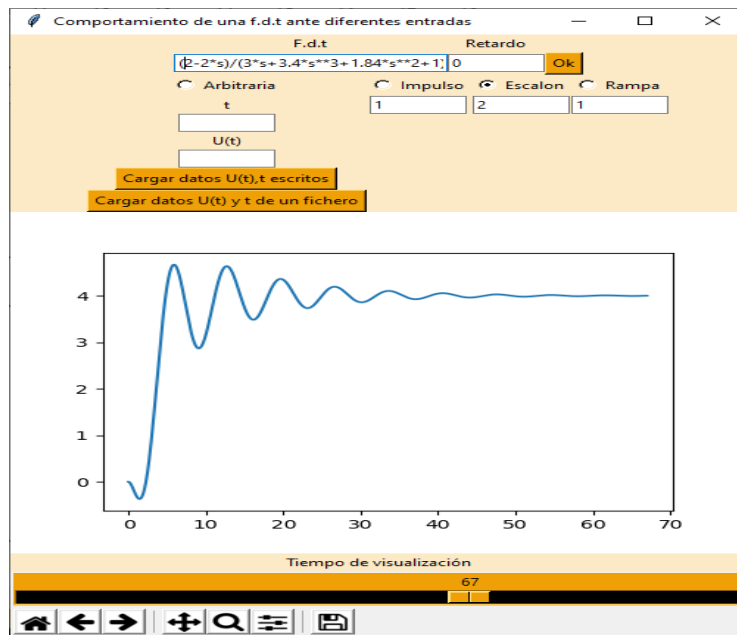 Comportamiento de una f.d.t ante diferentes entradas
F.d.t Retardo
(2-2*s)/(3*s+3.4*s**3+1.84*s**2+1) 0 Ok
Arbitraria Impulso Escalon Rampa
t 1 2 1
U(t)
Cargar datos U(t),t escritos
Cargar datos U(t) y t de un fichero
4
3
2
1
0
0 10 20 30 40 50 60 70
Tiempo de visualización
67